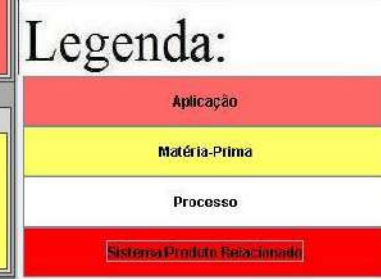 Legenda:
Aplicação
Matéria-Prima
Processo
Sistema Produto Relacionado